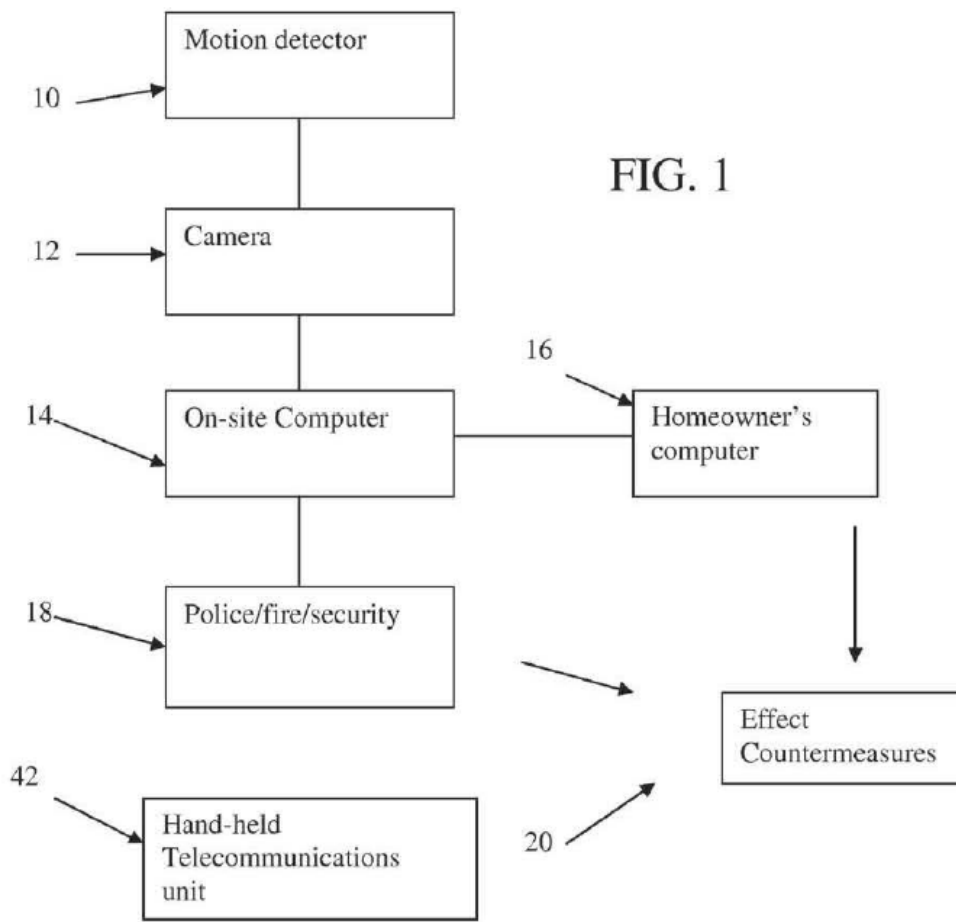 Motion detector
10
FIG. 1
12
Camera
16
14
On-site Computer
Homeowner's
computer
18
Police/fire/security
Effect
Countermeasures
42
20
Hand-held
Telecommunications
unit